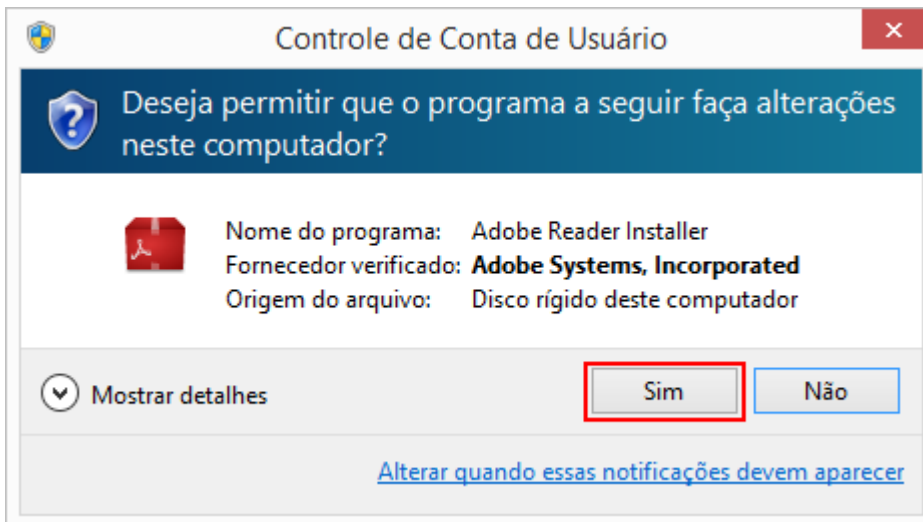 Controle de Conta de Usuário
Deseja permitir que o programa a seguir faça alterações
neste computador?
Nome do programa: Adobe Reader Installer
Fornecedor verificado: Adobe Systems, Incorporated
Origem do arquivo: Disco rígido deste computador
Mostrar detalhes Sim Não
Alterar quando essas notificações devem aparecer